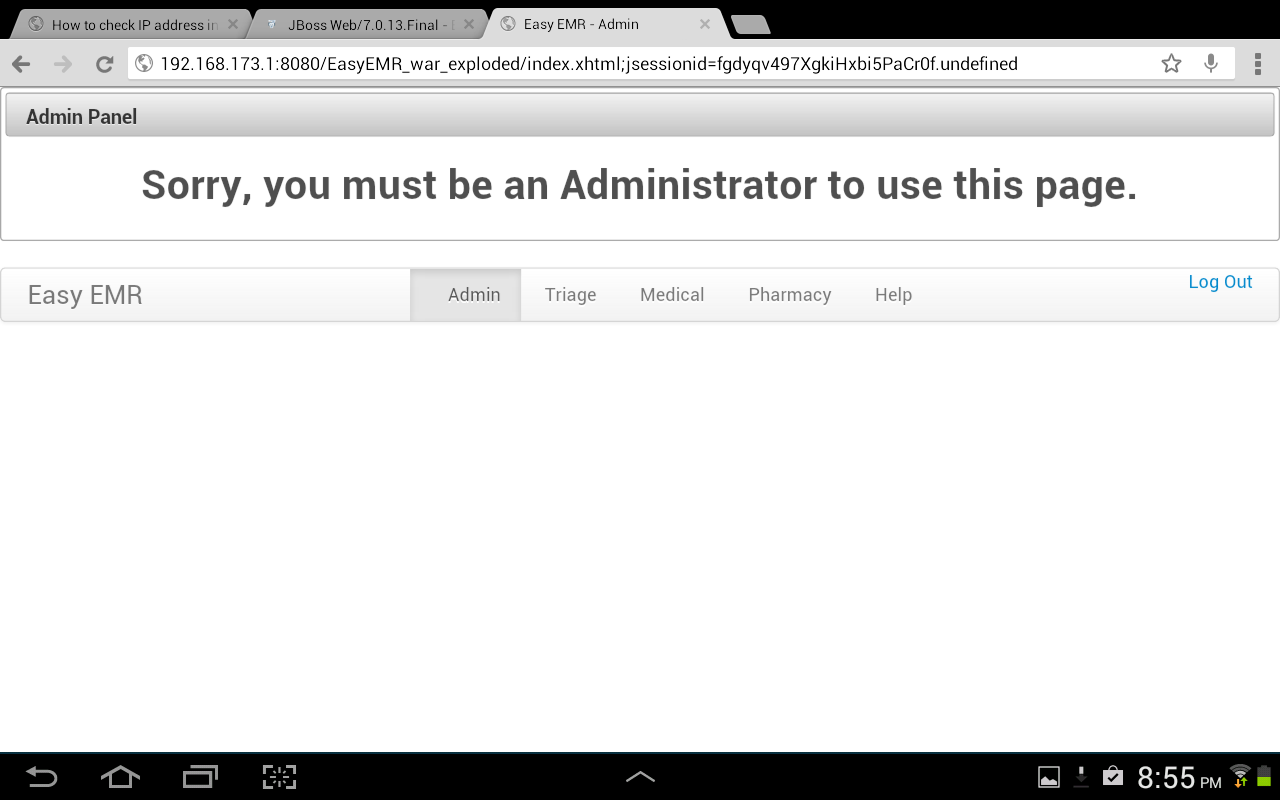 How to check IP address in
JBoss Web/7.0.13.Final -
Easy EMR - Admin
192.168.173.1:8080/EasyEMR_war_exploded/index.xhtml;jsessionid=fgdyqv497XgkiHxbi5PaCr0f.undefined
Admin Panel
Sorry, you must be an Administrator to use this page.
Easy EMR Admin Triage Medical Pharmacy Help Log Out
8:55 PM